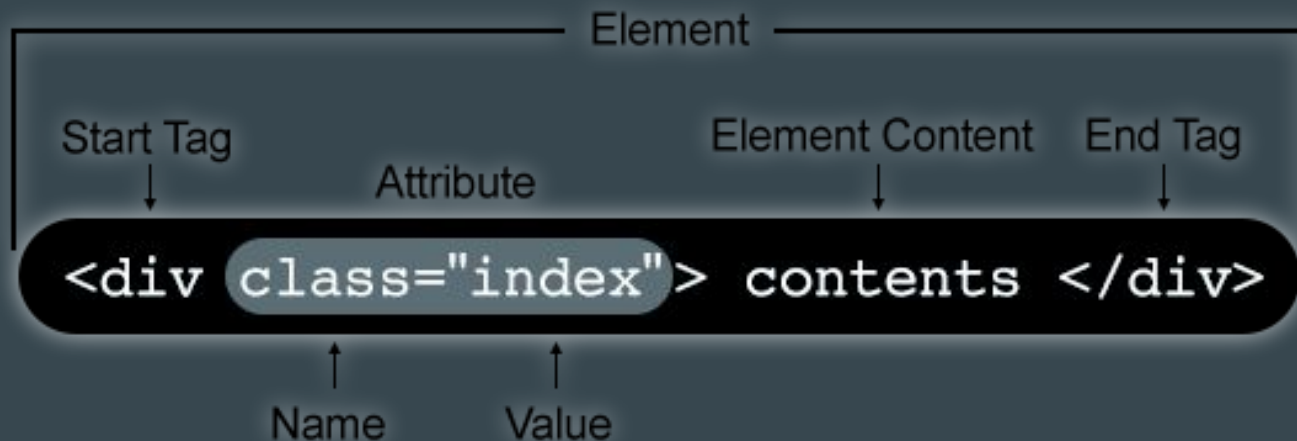 Element
Start Tag
Element Content
End Tag
Attribute
<div class="index"> contents </div>
Name
Value